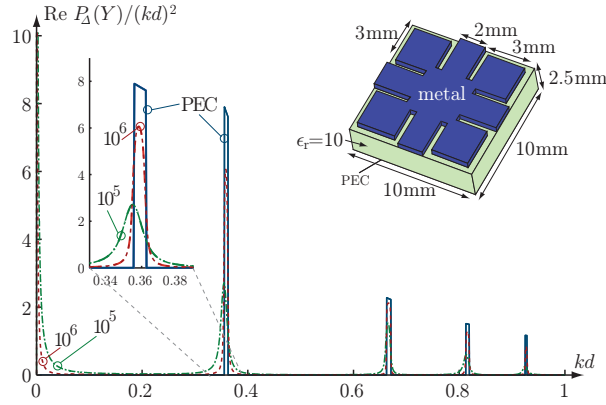 Re P_Δ(Y)/(kd)²
10
8
6
4
2
0
0
0.2
0.4
0.6
0.8
1
kd
8
6
4
2
0
0.34
0.36
0.38
PEC
10⁶
10⁵
10⁶
10⁵
3mm
2mm
3mm
2.5mm
metal
ϵr=10
PEC
10mm
10mm